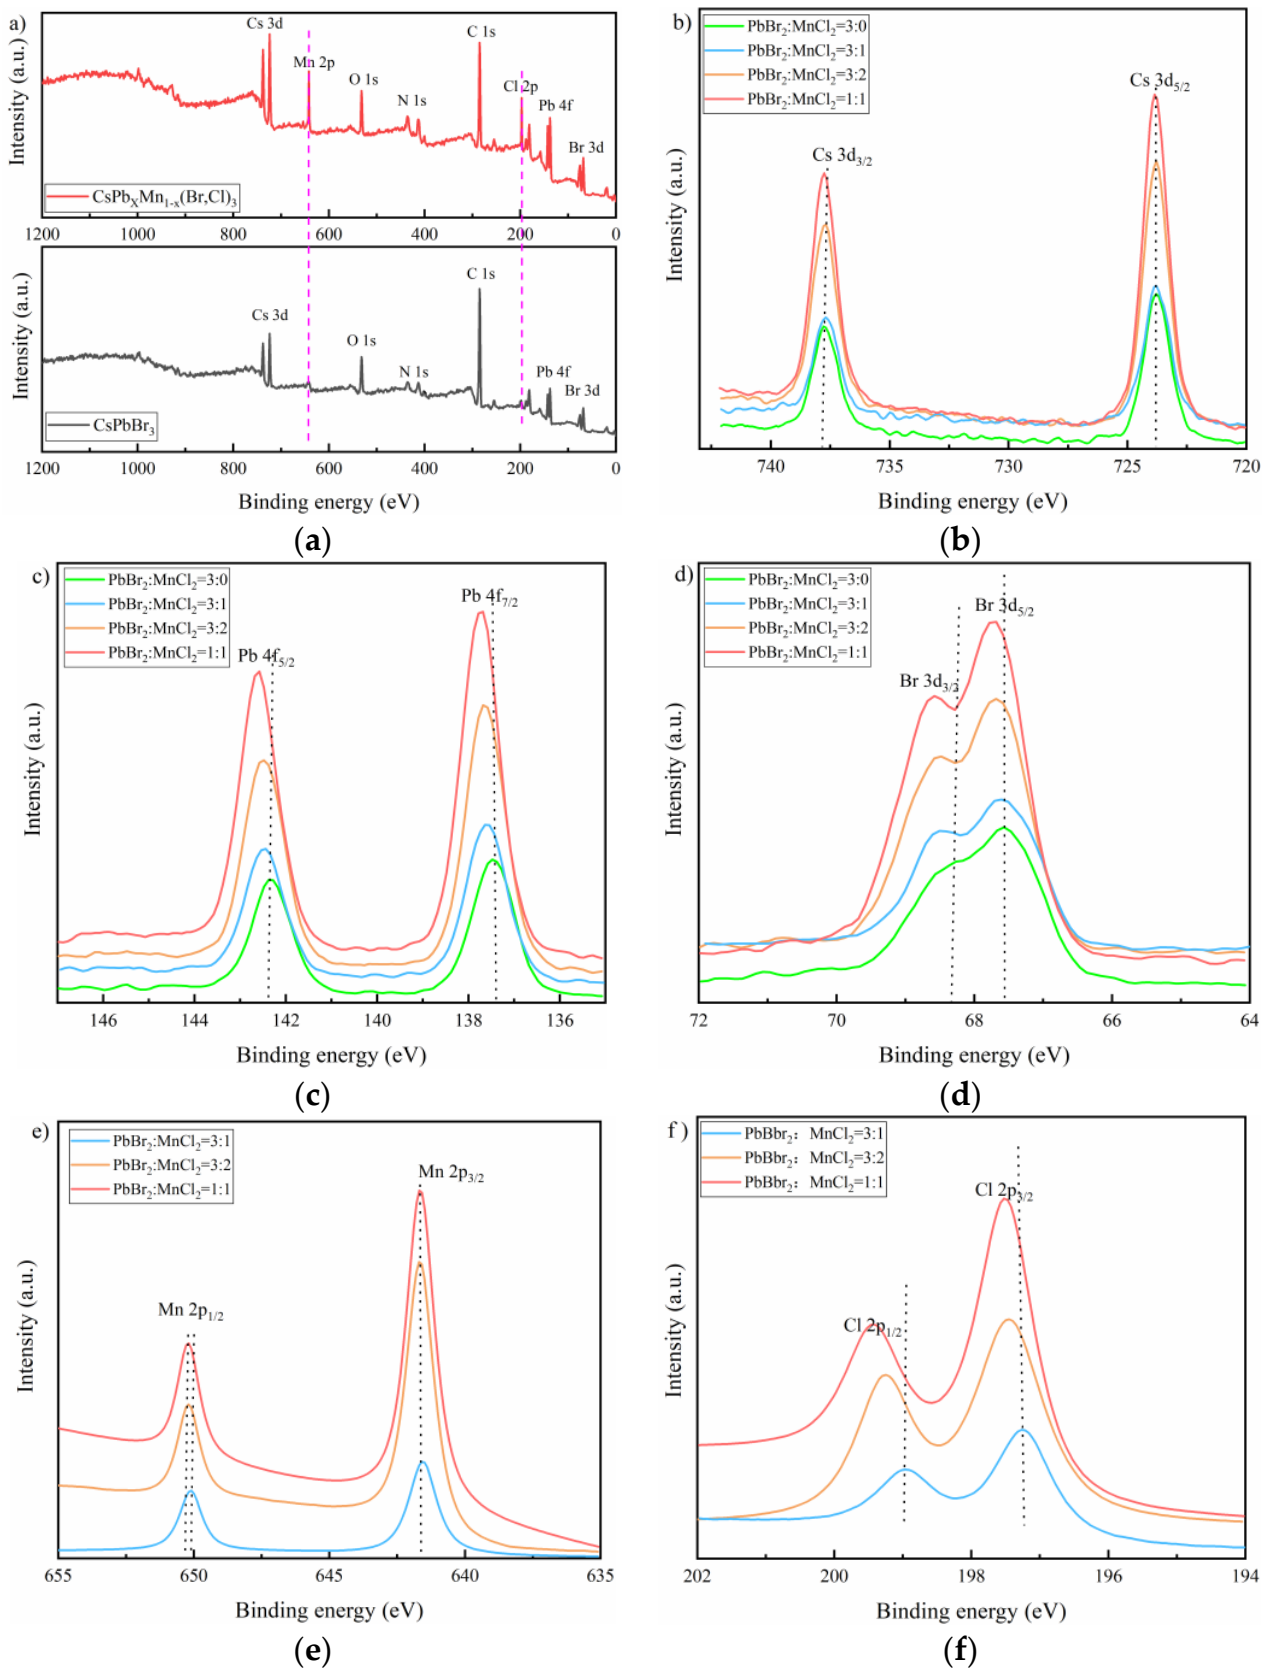 a)
Intensity (a.u.)
Cs 3d
Mn 2p
O 1s
N 1s
C 1s
Cl 2p
Pb 4f
Br 3d
CsPbXMn1-x(Br,Cl)3
1200 1000 800 600 400 200 0
Intensity (a.u.)
Cs 3d
O 1s
N 1s
C 1s
Pb 4f
Br 3d
CsPbBr3
1200 1000 800 600 400 200 0
Binding energy (eV)
(a)
b)
PbBr2:MnCl2=3:0
PbBr2:MnCl2=3:1
PbBr2:MnCl2=3:2
PbBr2:MnCl2=1:1
Cs 3d3/2
Cs 3d5/2
Intensity (a.u.)
740 735 730 725 720
Binding energy (eV)
(b)
c)
PbBr2:MnCl2=3:0
PbBr2:MnCl2=3:1
PbBr2:MnCl2=3:2
PbBr2:MnCl2=1:1
Pb 4f5/2
Pb 4f7/2
Intensity (a.u.)
146 144 142 140 138 136
Binding energy (eV)
(c)
d)
PbBr2:MnCl2=3:0
PbBr2:MnCl2=3:1
PbBr2:MnCl2=3:2
PbBr2:MnCl2=1:1
Br 3d3/2
Br 3d5/2
Intensity (a.u.)
72 70 68 66 64
Binding energy (eV)
(d)
e)
PbBr2:MnCl2=3:1
PbBr2:MnCl2=3:2
PbBr2:MnCl2=1:1
Mn 2p1/2
Mn 2p3/2
Intensity (a.u.)
655 650 645 640 635
Binding energy (eV)
(e)
f )
PbBbr2： MnCl2=3:1
PbBbr2： MnCl2=3:2
PbBbr2： MnCl2=1:1
Cl 2p1/2
Cl 2p3/2
Intensity (a.u.)
202 200 198 196 194
Binding energy (eV)
(f)